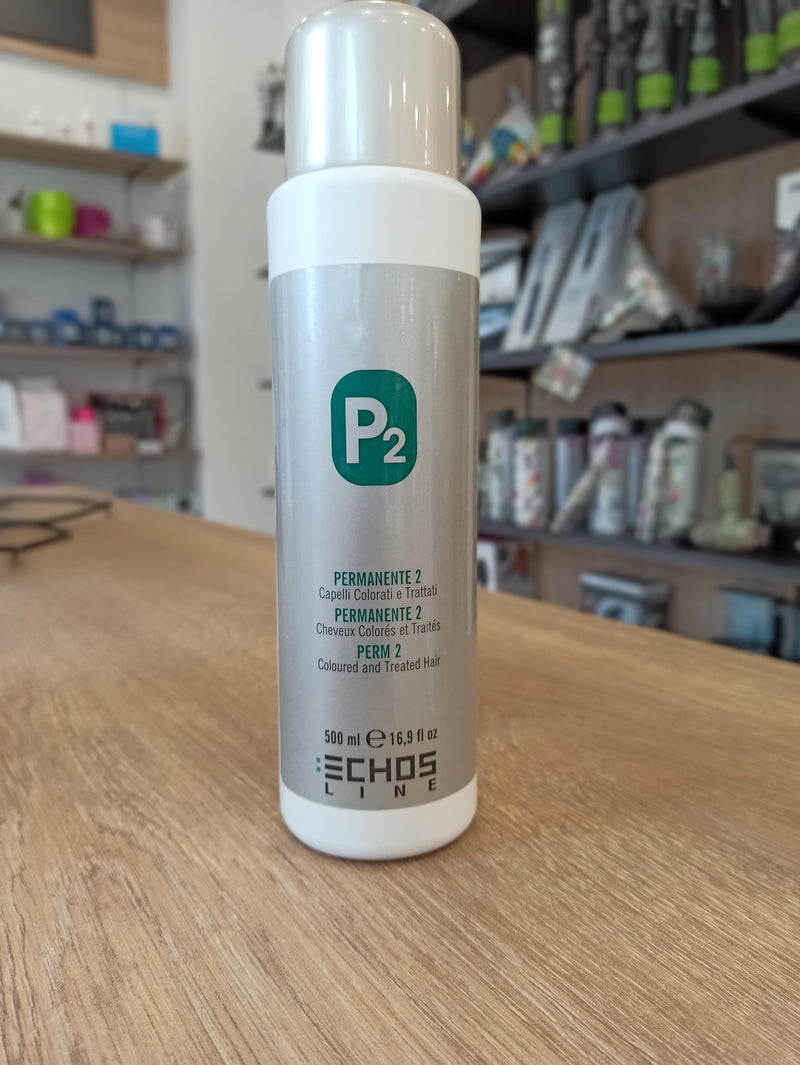 P2
PERMANENTE 2
Capelli Colorati e Trattati
PERMANENTE 2
Cheveux Colorés et Traités
PERM 2
Coloured and Treated Hair
500 ml ℮ 16,9 fl oz
ECHOS
LINE